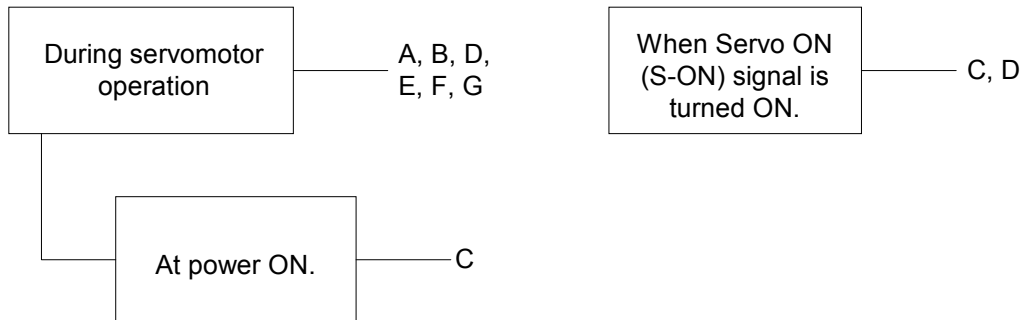 During servomotor
operation
A, B, D,
E, F, G
When Servo ON
(S-ON) signal is
turned ON.
C, D
At power ON.
C